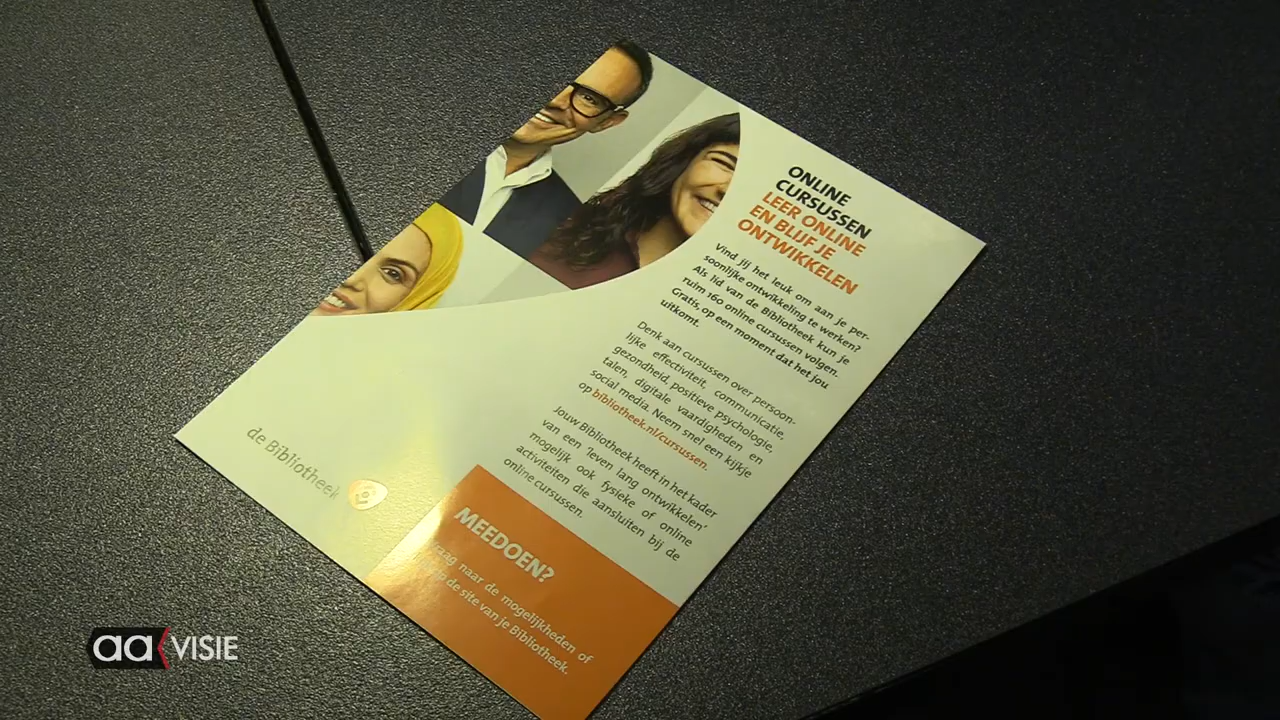 ONLINE
CURSUSSEN
LEER ONLINE
EN BLIJF JE
ONTWIKKELEN
Vind jij het leuk om aan je per-
soonlijke ontwikkeling te werken?
Als lid van de Bibliotheek kun je
ruim 160 online cursussen volgen.
Gratis, op een moment dat het jou
uitkomt.
Denk aan cursussen over persoon-
lijke effectiviteit, communicatie,
gezondheid, positieve psychologie,
talen, digitale vaardigheden en
social media. Neem snel een kijkje
op bibliotheek.nl/cursussen.
Jouw Bibliotheek heeft in het kader
van een 'leven lang ontwikkelen'
mogelijk ook fysieke of online
activiteiten die aansluiten bij de
online cursussen.
de Bibliotheek
MEEDOEN?
naar de mogelijkheden of
op de site van je Bibliotheek.
aa VISIE